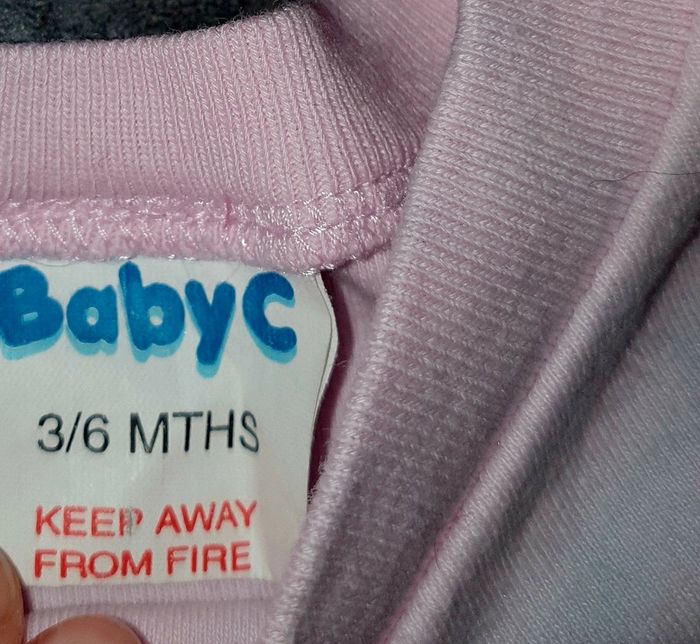 BabyC
3/6 MTHS
KEEP AWAY
FROM FIRE